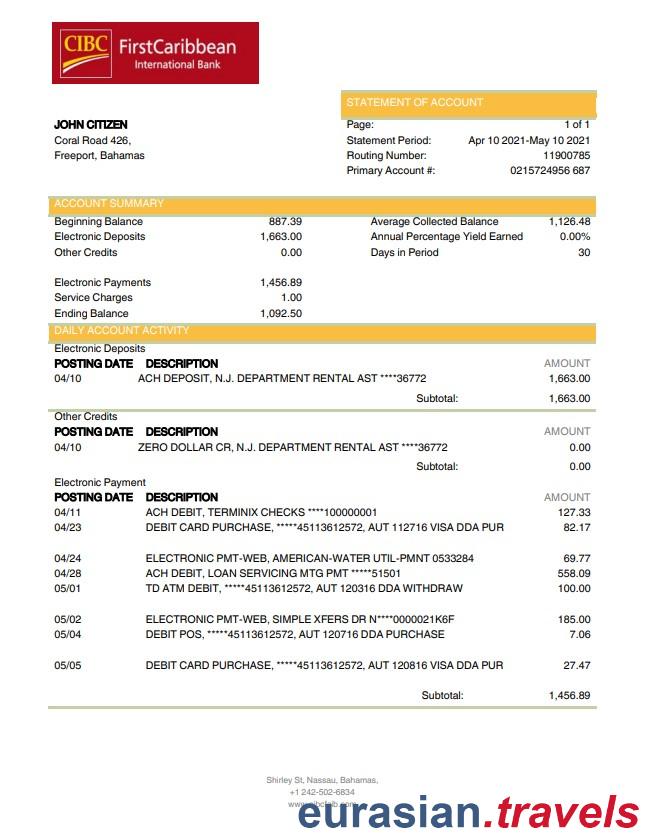 CIBC FirstCaribbean
International Bank
STATEMENT OF ACCOUNT
JOHN CITIZEN
Coral Road 426,
Freeport, Bahamas
Page: 1 of 1
Statement Period: Apr 10 2021-May 10 2021
Routing Number: 11900785
Primary Account #: 0215724956 687
ACCOUNT SUMMARY
Beginning Balance 887.39 Average Collected Balance 1,126.48
Electronic Deposits 1,663.00 Annual Percentage Yield Earned 0.00%
Other Credits 0.00 Days in Period 30
Electronic Payments 1,456.89
Service Charges 1.00
Ending Balance 1,092.50
DAILY ACCOUNT ACTIVITY
Electronic Deposits
POSTING DATE DESCRIPTION AMOUNT
04/10 ACH DEPOSIT, N.J. DEPARTMENT RENTAL AST ****36772 1,663.00
Subtotal: 1,663.00
Other Credits
POSTING DATE DESCRIPTION AMOUNT
04/10 ZERO DOLLAR CR, N.J. DEPARTMENT RENTAL AST ****36772 0.00
Subtotal: 0.00
Electronic Payment
POSTING DATE DESCRIPTION AMOUNT
04/11 ACH DEBIT, TERMINIX CHECKS ****100000001 127.33
04/23 DEBIT CARD PURCHASE, *****45113612572, AUT 112716 VISA DDA PUR 82.17
04/24 ELECTRONIC PMT-WEB, AMERICAN-WATER UTIL-PMNT 0533284 69.77
04/28 ACH DEBIT, LOAN SERVICING MTG PMT *****51501 558.09
05/01 TD ATM DEBIT, *****45113612572, AUT 120316 DDA WITHDRAW 100.00
05/02 ELECTRONIC PMT-WEB, SIMPLE XFERS DR N****0000021K6F 185.00
05/04 DEBIT POS, *****45113612572, AUT 120716 DDA PURCHASE 7.06
05/05 DEBIT CARD PURCHASE, *****45113612572, AUT 120816 VISA DDA PUR 27.47
Subtotal: 1,456.89
Shirley St, Nassau, Bahamas,
+1 242-502-6834
eurasian.travels